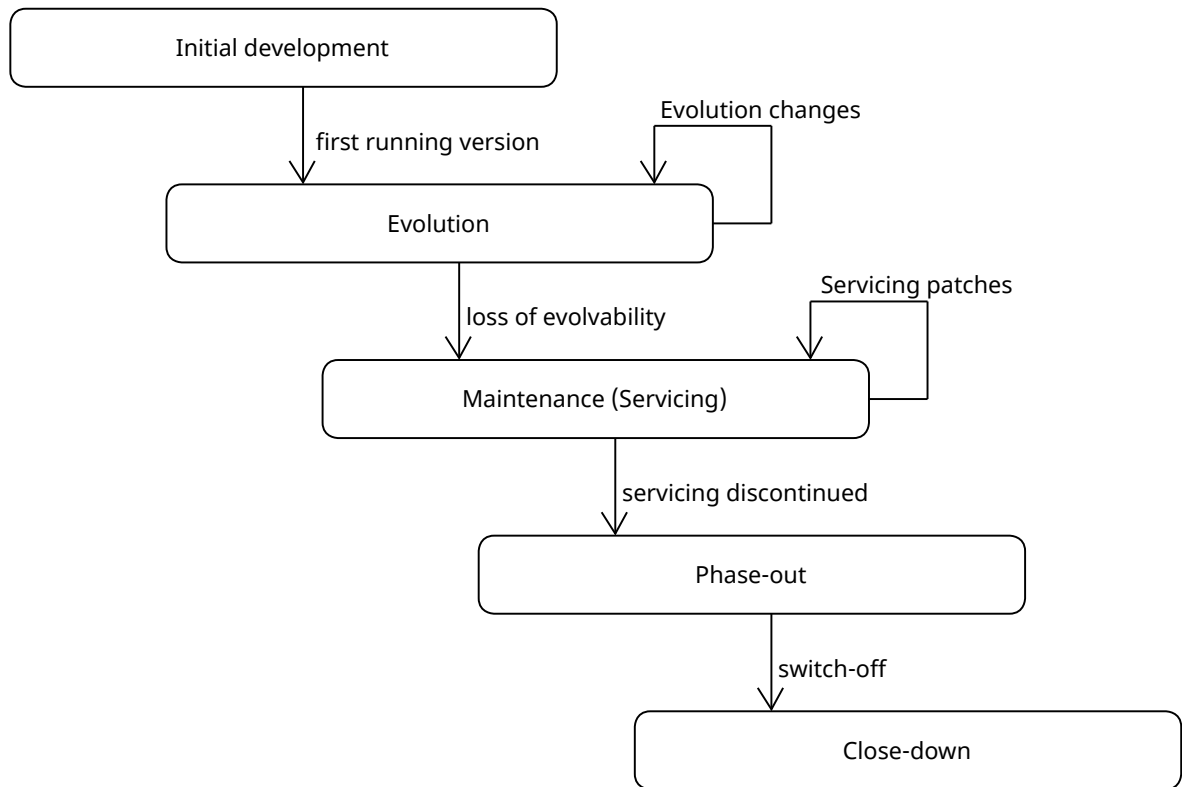 Initial development
Evolution changes
first running version
Evolution
Servicing patches
loss of evolvability
Maintenance (Servicing)
servicing discontinued
Phase-out
switch-off
Close-down